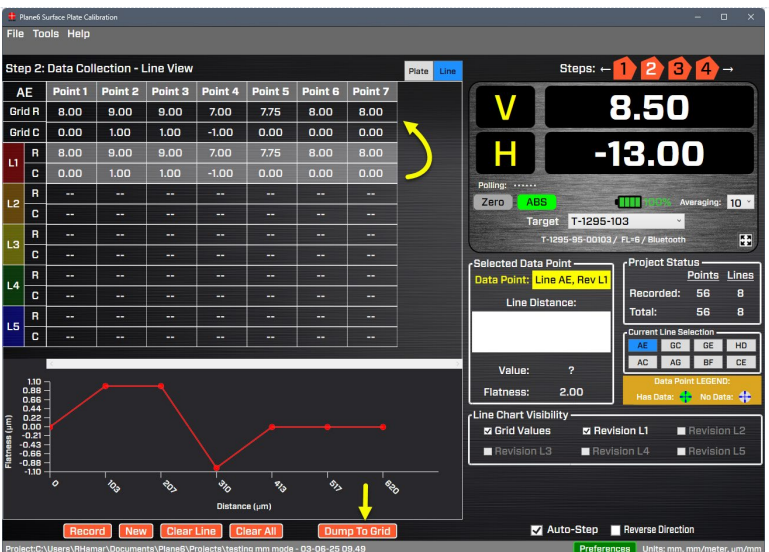 Plane6 Surface Plate Calibration
File Tools Help
Step 2: Data Collection - Line View
Plate Line
Steps: ← 1 2 3 4 →
AE Point 1 Point 2 Point 3 Point 4 Point 5 Point 6 Point 7
Grid R 8.00 9.00 9.00 7.00 7.75 8.00 8.00
Grid C 0.00 1.00 1.00 -1.00 0.00 0.00 0.00
L1 R 8.00 9.00 9.00 7.00 7.75 8.00 8.00
C 0.00 1.00 1.00 -1.00 0.00 0.00 0.00
L2 R -- -- -- -- -- -- --
C -- -- -- -- -- -- --
L3 R -- -- -- -- -- -- --
C -- -- -- -- -- -- --
L4 R -- -- -- -- -- -- --
C -- -- -- -- -- -- --
L5 R -- -- -- -- -- -- --
C -- -- -- -- -- -- --
V 8.50
H -13.00
Polling: ......
Zero ABS 100% Averaging: 10
Target T-1295-103
T-1295-95-00103 / FL=6 / Bluetooth
Selected Data Point
Data Point: Line AE, Rev L1
Line Distance:
Value: ?
Flatness: 2.00
Project Status
Points Lines
Recorded: 56 8
Total: 56 8
Current Line Selection
AE GC GE HD
AC AG BF CE
Data Point LEGEND:
Has Data: No Data:
Line Chart Visibility
Grid Values Revision L1 Revision L2
Revision L3 Revision L4 Revision L5
Flatness (µm)
1.10
0.88
0.66
0.44
0.22
0.00
-0.21
-0.43
-0.66
-0.88
-1.10
0 103 207 310 413 517 620
Distance (µm)
Record New Clear Line Clear All Dump To Grid
Auto-Step Reverse Direction
Project:C:\Users\RHamar\Documents\Plane6\Projects\testing mm mode - 03-06-25 09.49
Preferences Units: mm, mm/meter, µm/mm